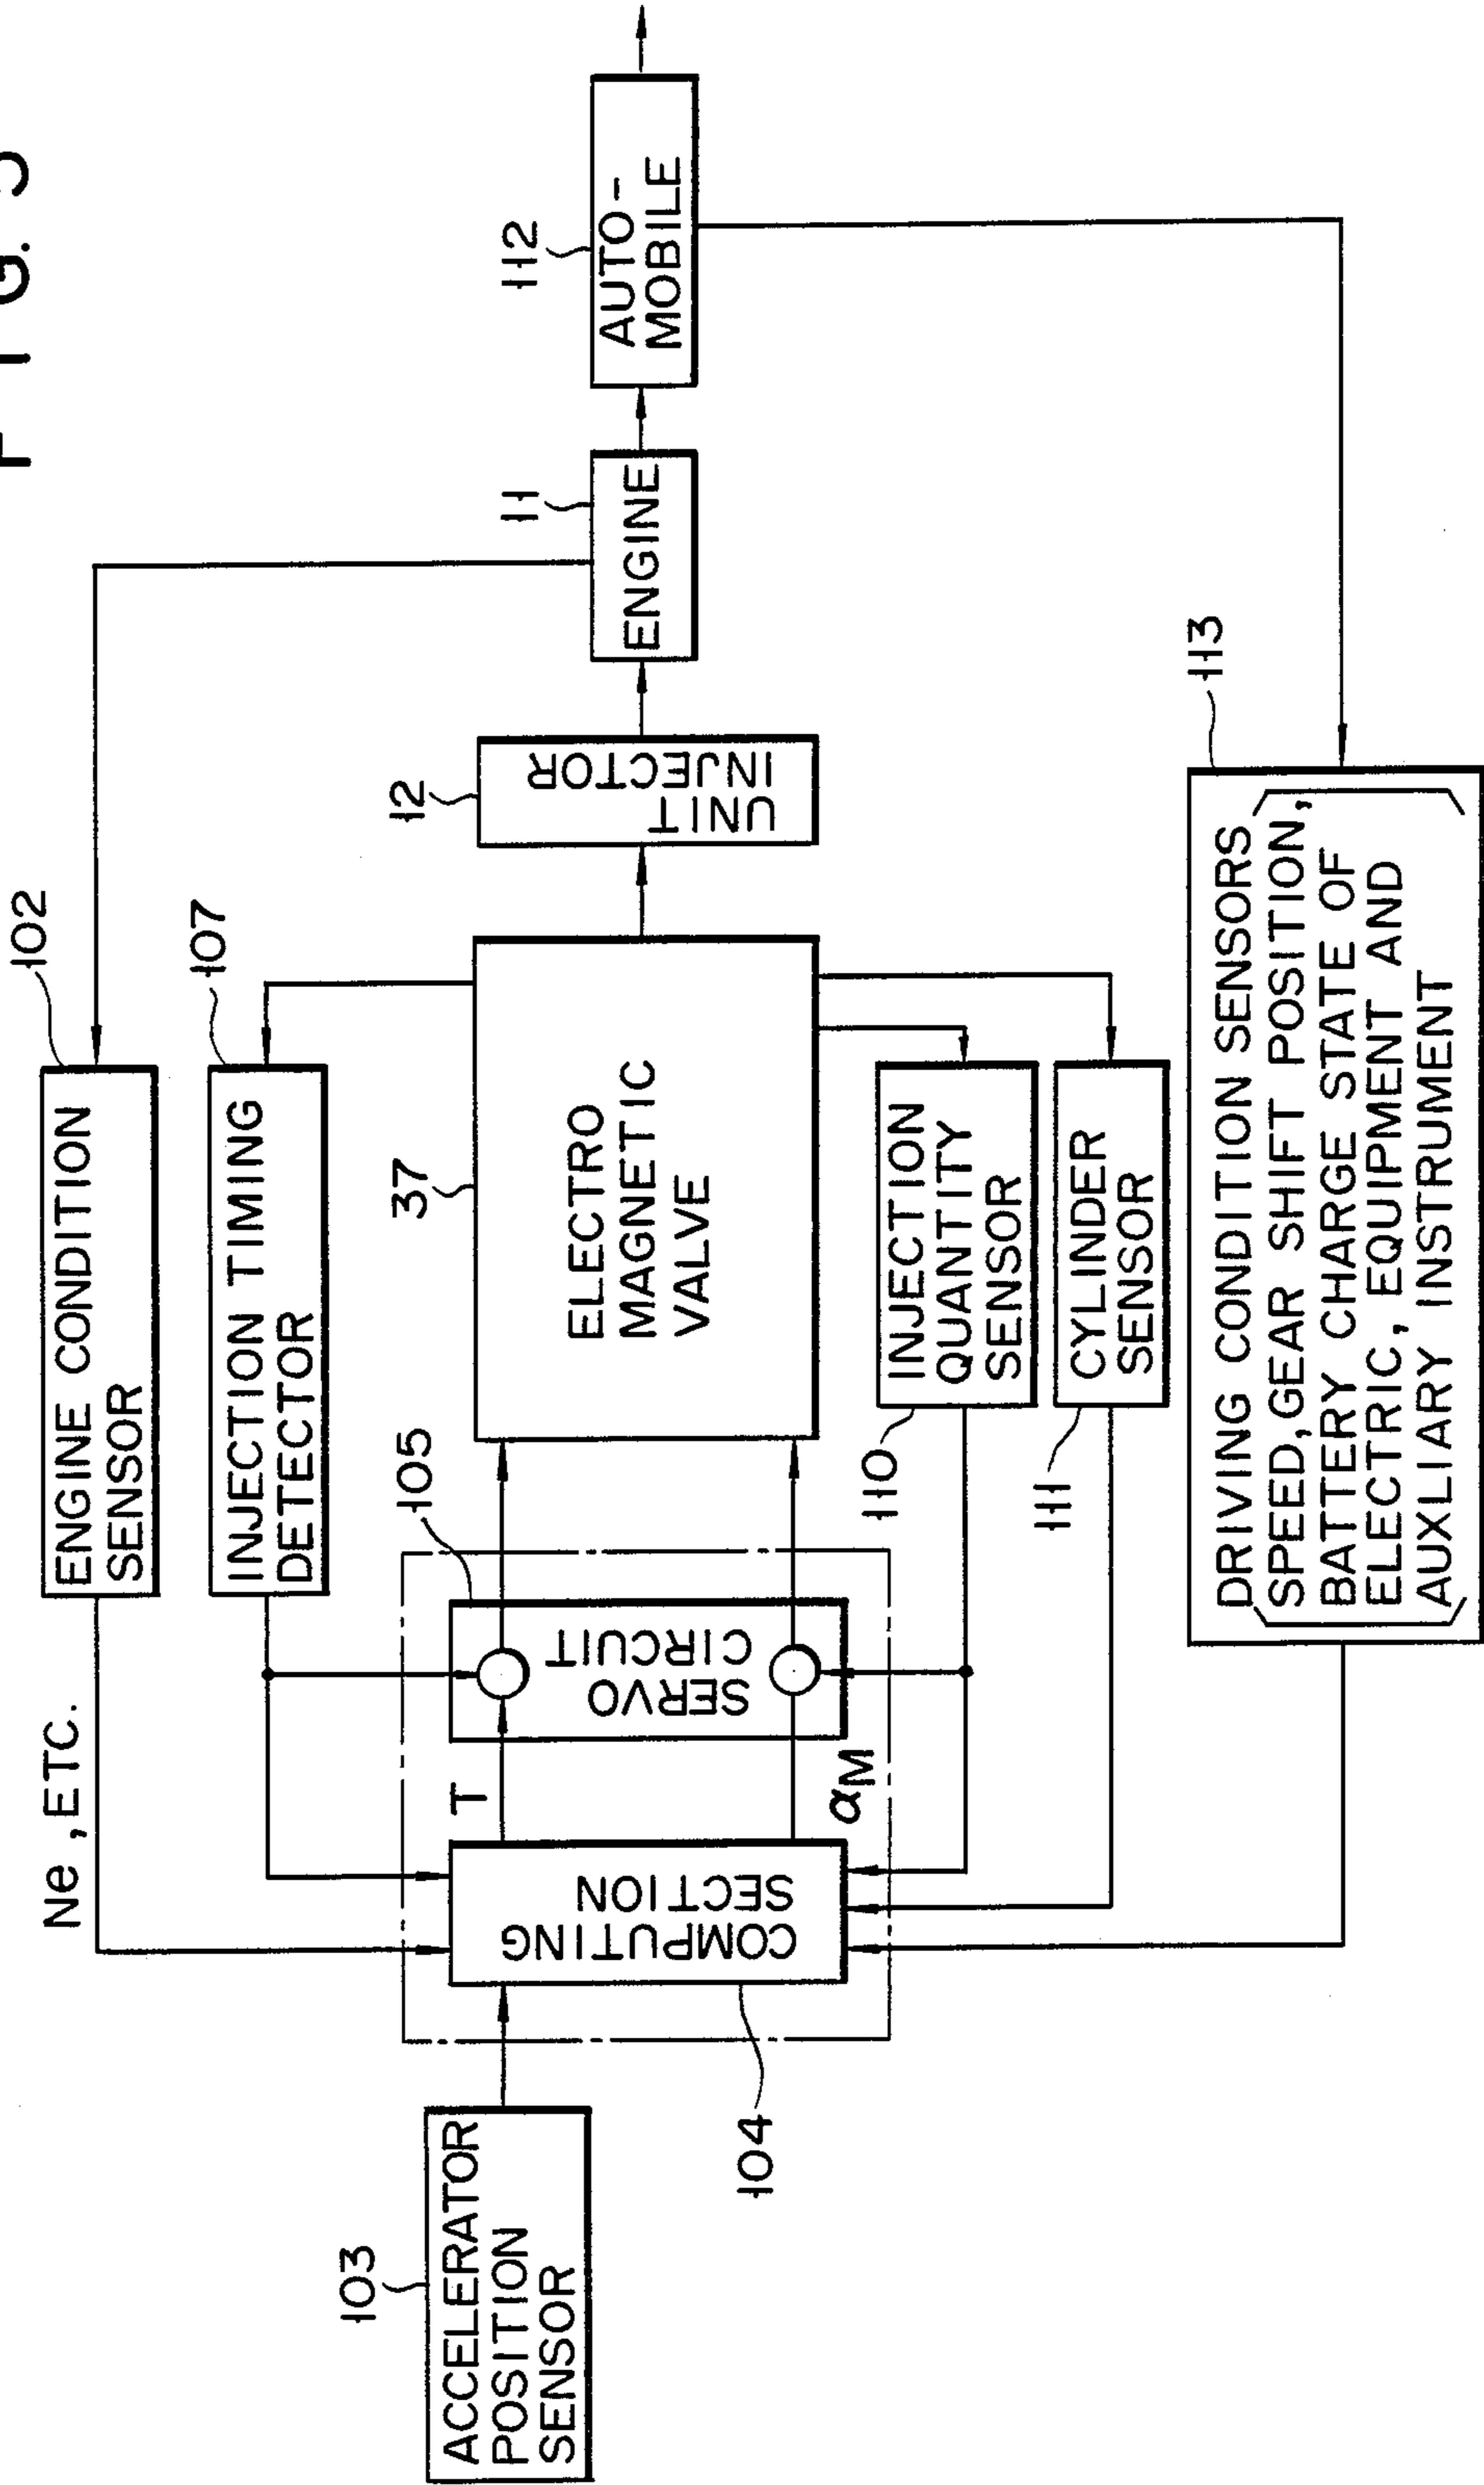 102
ENGINE CONDITION
SENSOR
Ne ,ETC.
107
INJECTION TIMING
DETECTOR
103
ACCELERATOR
POSITION
SENSOR
104
COMPUTING
SECTION
T
αM
105
SERVO
CIRCUIT
37
ELECTRO
MAGNETIC
VALVE
12
UNIT
INJECTOR
11
ENGINE
112
AUTO-
MOBILE
110
INJECTION
QUANTITY
SENSOR
111
CYLINDER
SENSOR
113
DRIVING CONDITION SENSORS
SPEED,GEAR SHIFT POSITION,
BATTERY CHARGE STATE OF
ELECTRIC, EQUIPMENT AND
AUXLIARY INSTRUMENT